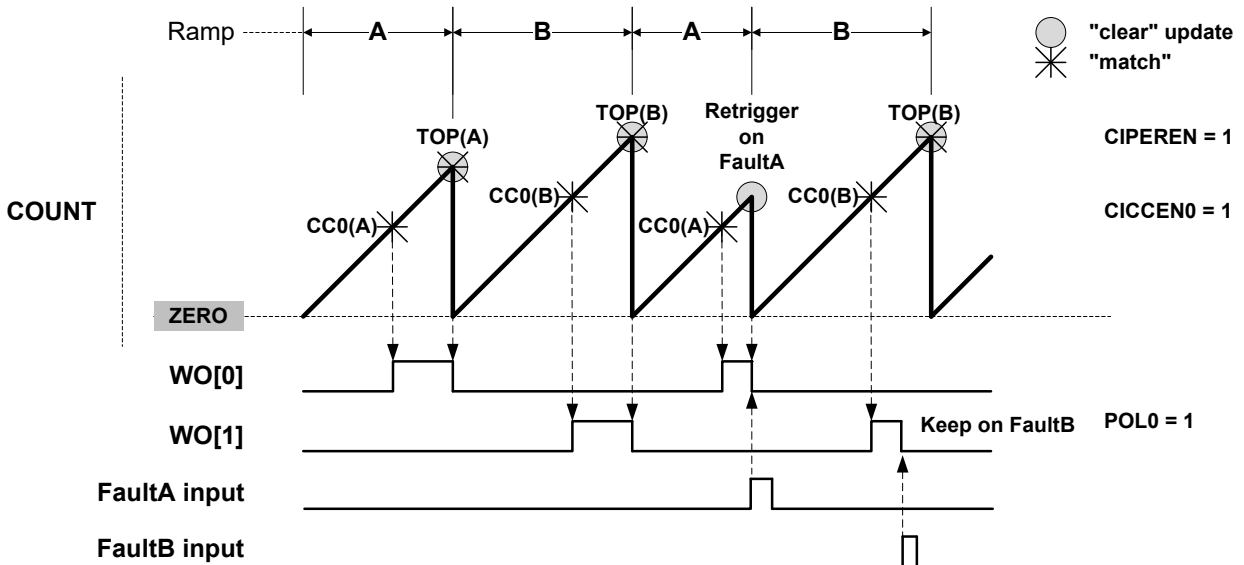 Ramp
A
B
A
B
"clear" update
"match"
TOP(A)
TOP(B)
Retrigger
on
FaultA
TOP(B)
CIPEREN = 1
COUNT
CC0(A)
CC0(B)
CC0(A)
CC0(B)
CICCEN0 = 1
ZERO
WO[0]
WO[1]
Keep on FaultB
POL0 = 1
FaultA input
FaultB input